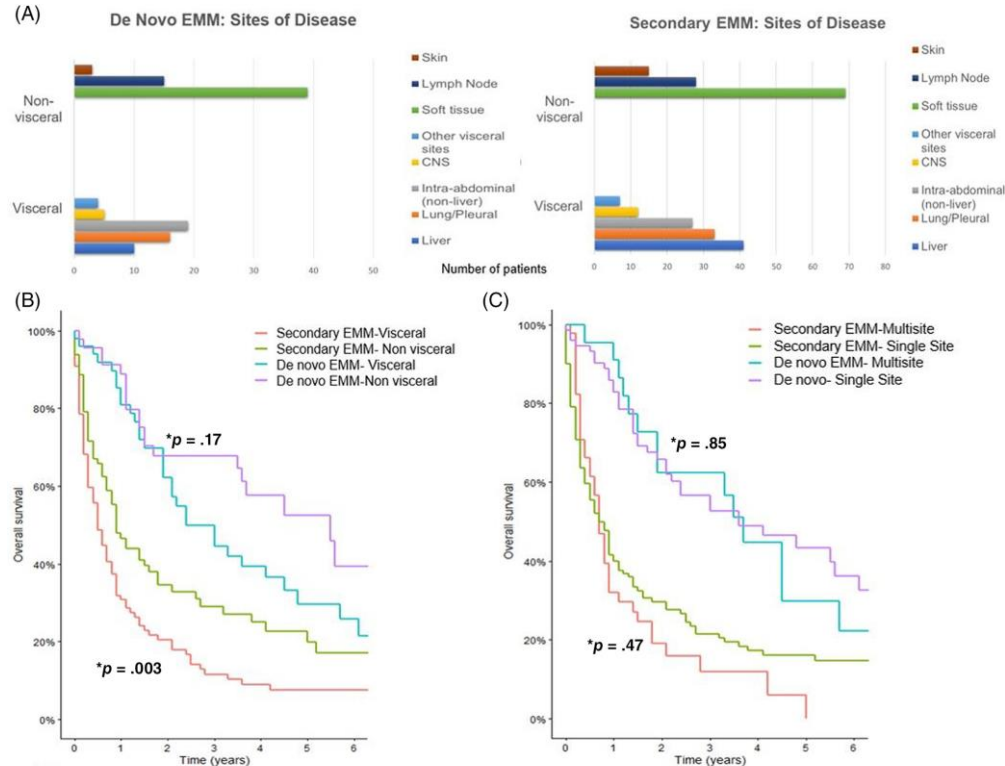 (A)
De Novo EMM: Sites of Disease
Non-
visceral
Visceral
0 10 20 30 40 50
Skin
Lymph Node
Soft tissue
Other visceral
sites
CNS
Intra-abdominal
(non-liver)
Lung/Pleural
Liver
Number of patients
Secondary EMM: Sites of Disease
Non-
visceral
Visceral
0 10 20 30 40 50 60 70 80
Skin
Lymph Node
Soft tissue
Other visceral
sites
CNS
Intra-abdominal
(non-liver)
Lung/Pleural
Liver
(B)
Secondary EMM-Visceral
Secondary EMM- Non visceral
De novo EMM- Visceral
De novo EMM-Non visceral
100%
80%
60%
40%
20%
0%
Overall survival
*p = .17
*p = .003
0 1 2 3 4 5 6
Time (years)
(C)
Secondary EMM-Multisite
Secondary EMM- Single Site
De novo EMM- Multisite
De novo- Single Site
100%
80%
60%
40%
20%
0%
Overall survival
*p = .85
*p = .47
0 1 2 3 4 5 6
Time (years)